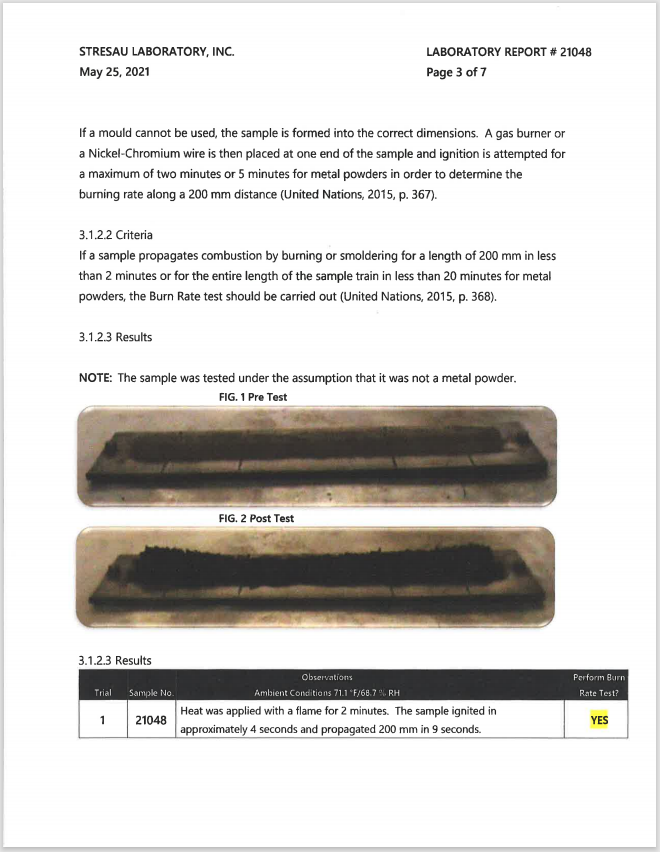 STRESAU LABORATORY, INC.
LABORATORY REPORT # 21048
May 25, 2021
Page 3 of 7
If a mould cannot be used, the sample is formed into the correct dimensions. A gas burner or
a Nickel-Chromium wire is then placed at one end of the sample and ignition is attempted for
a maximum of two minutes or 5 minutes for metal powders in order to determine the
burning rate along a 200 mm distance (United Nations, 2015, p. 367).
3.1.2.2 Criteria
If a sample propagates combustion by burning or smoldering for a length of 200 mm in less
than 2 minutes or for the entire length of the sample train in less than 20 minutes for metal
powders, the Burn Rate test should be carried out (United Nations, 2015, p. 368).
3.1.2.3 Results
NOTE: The sample was tested under the assumption that it was not a metal powder.
FIG. 1 Pre Test
FIG. 2 Post Test
3.1.2.3 Results
Observations
Perform Burn
Trial
Sample No.
Ambient Conditions 71.1 °F/68.7 % RH
Rate Test?
1
21048
Heat was applied with a flame for 2 minutes. The sample ignited in
approximately 4 seconds and propagated 200 mm in 9 seconds.
YES